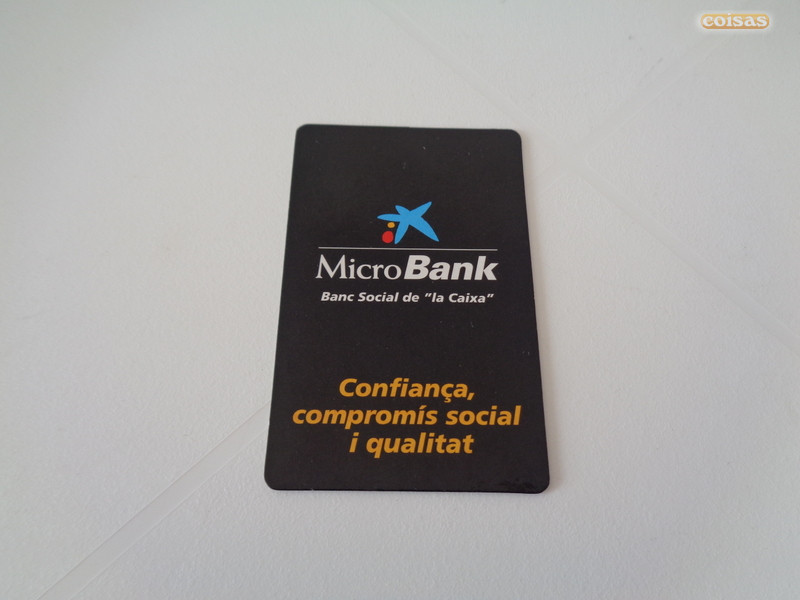 coisas
MicroBank
Banc Social de "la Caixa"
Confiança,
compromís social
i qualitat